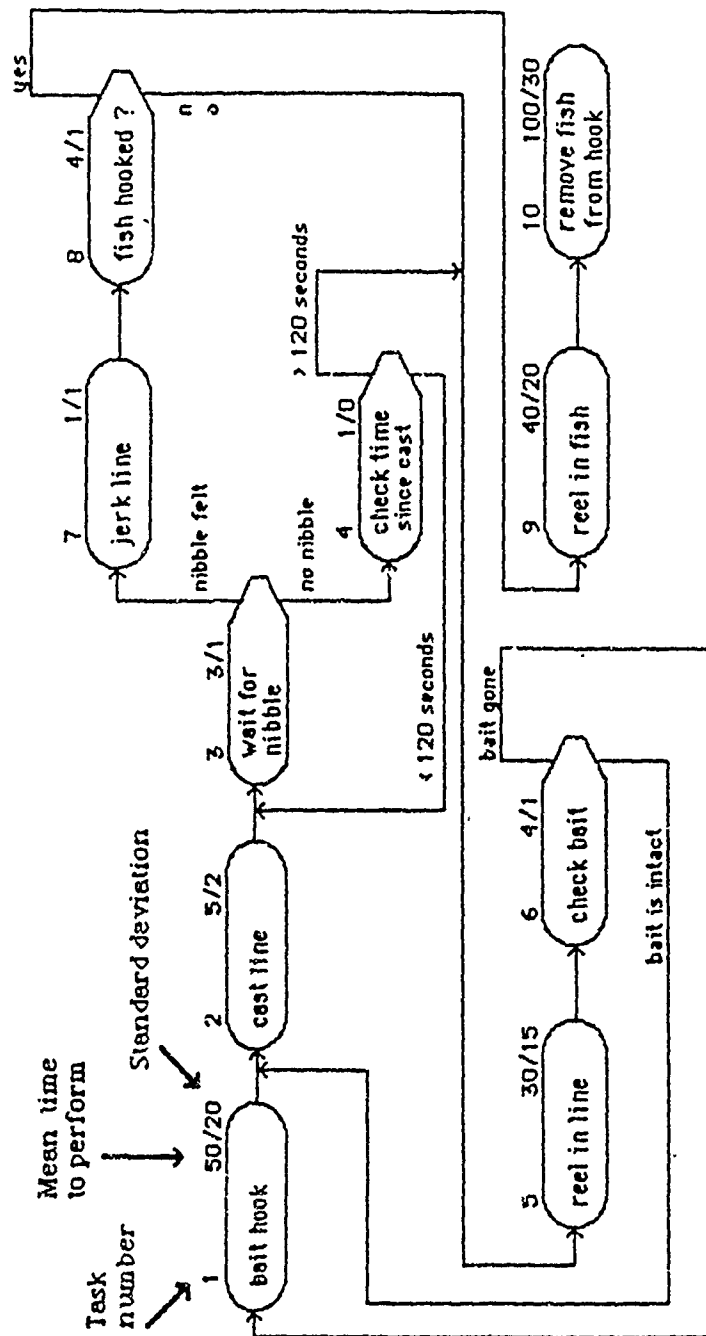 Task
number
Mean time
to perform
Standard deviation
1
50/20
bait hook
2
5/2
cast line
3
3/1
wait for
nibble
nibble felt
no nibble
7
1/1
jerk line
8
4/1
fish hooked ?
yes
n
o
4
1/0
check time
since cast
> 120 seconds
< 120 seconds
5
30/15
reel in line
6
4/1
check bait
bait gone
bait is intact
9
40/20
reel in fish
10
100/30
remove fish
from hook